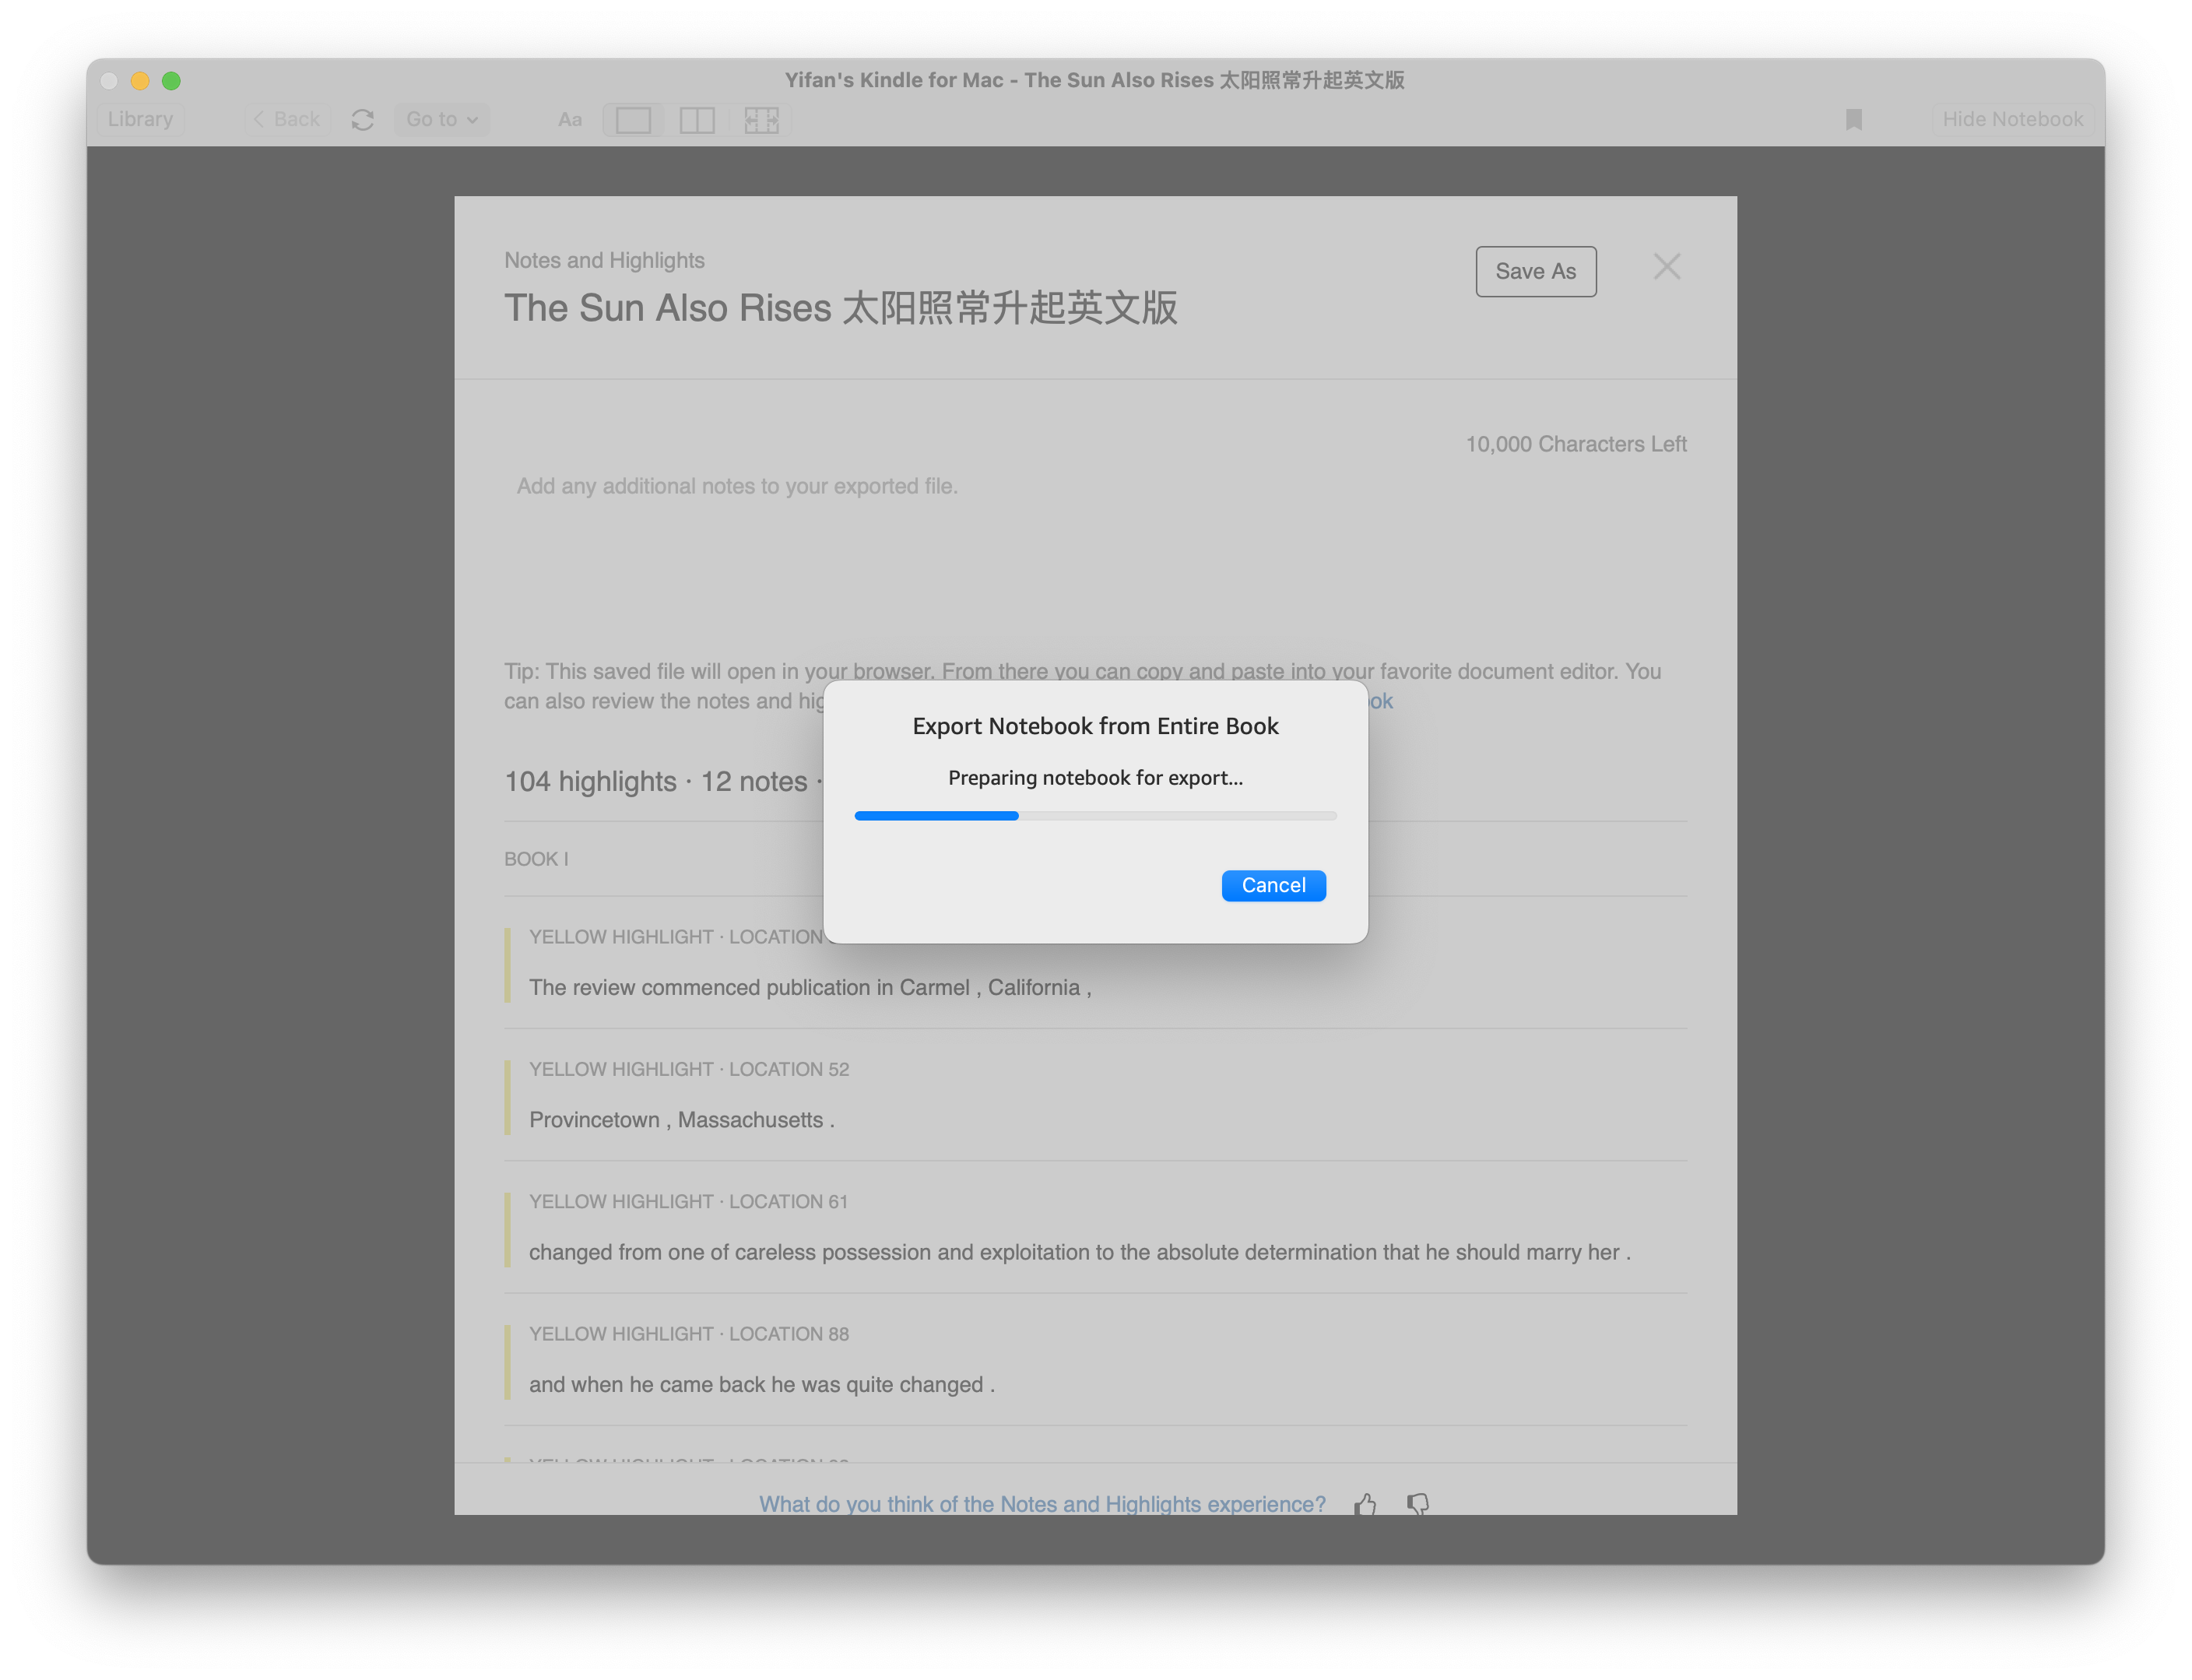 Yifan's Kindle for Mac - The Sun Also Rises 太阳照常升起英文版
Library
Back
Go to
Aa
Hide Notebook
Notes and Highlights
The Sun Also Rises 太阳照常升起英文版
Save As
10,000 Characters Left
Add any additional notes to your exported file.
Tip: This saved file will open in your browser. From there you can copy and paste into your favorite document editor. You
can also review the notes and
Export Notebook from Entire Book
Preparing notebook for export...
Cancel
104 highlights · 12 notes ·
BOOK I
YELLOW HIGHLIGHT · LOCATION
The review commenced publication in Carmel , California ,
YELLOW HIGHLIGHT · LOCATION 52
Provincetown , Massachusetts .
YELLOW HIGHLIGHT · LOCATION 61
changed from one of careless possession and exploitation to the absolute determination that he should marry her .
YELLOW HIGHLIGHT · LOCATION 88
and when he came back he was quite changed .
YELLOW HIGHLIGHT · LOCATION
What do you think of the Notes and Highlights experience?